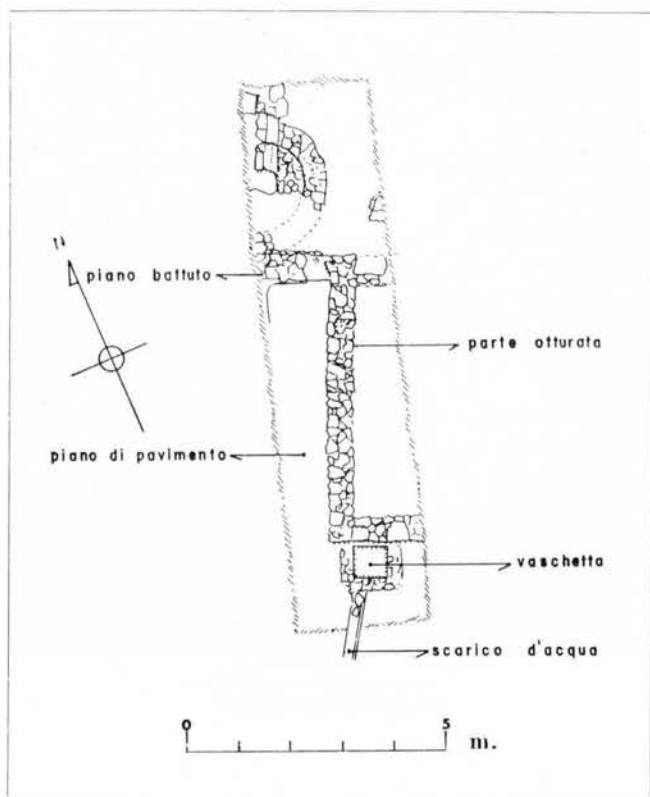 N
piano battuto
parte otturata
piano di pavimento
vaschetta
scarico d'acqua
0 5
m.